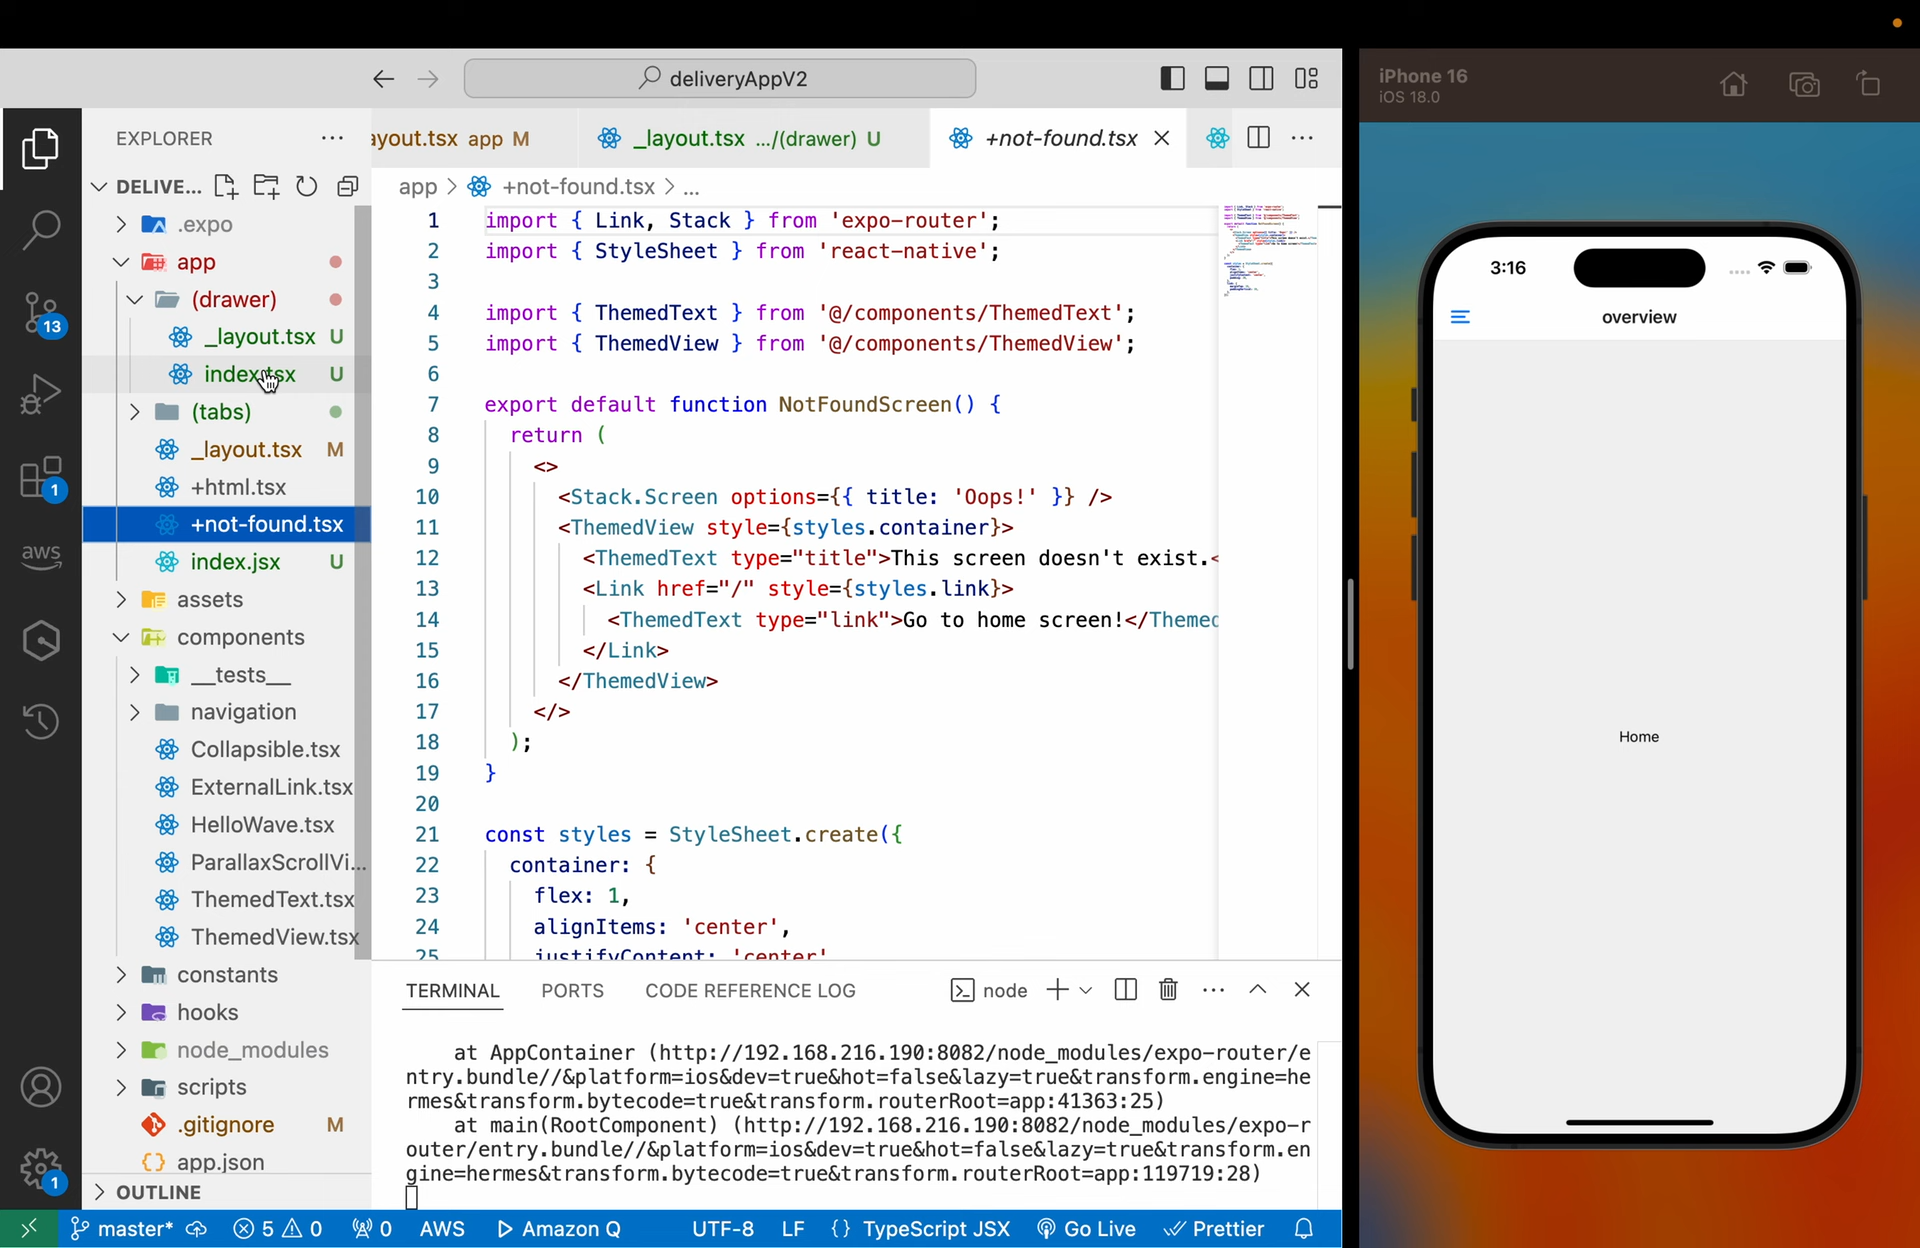 deliveryAppV2
iPhone 16
iOS 18.0
EXPLORER
ayout.tsx app M
_layout.tsx .../(drawer) U
+not-found.tsx
DELIVE...
app > +not-found.tsx > ...
.expo
app
(drawer)
_layout.tsx U
index.tsx U
(tabs)
_layout.tsx M
+html.tsx
+not-found.tsx
index.jsx U
assets
components
__tests__
navigation
Collapsible.tsx
ExternalLink.tsx
HelloWave.tsx
ParallaxScrollVi...
ThemedText.tsx
ThemedView.tsx
constants
hooks
node_modules
scripts
.gitignore M
app.json
OUTLINE
13
1
aws
1
1 import { Link, Stack } from 'expo-router';
2 import { StyleSheet } from 'react-native';
3
4 import { ThemedText } from '@/components/ThemedText';
5 import { ThemedView } from '@/components/ThemedView';
6
7 export default function NotFoundScreen() {
8 return (
9 <>
10 <Stack.Screen options={{ title: 'Oops!' }} />
11 <ThemedView style={styles.container}>
12 <ThemedText type="title">This screen doesn't exist.<
13 <Link href="/" style={styles.link}>
14 <ThemedText type="link">Go to home screen!</Themed
15 </Link>
16 </ThemedView>
17 </>
18 );
19 }
20
21 const styles = StyleSheet.create({
22 container: {
23 flex: 1,
24 alignItems: 'center',
25 justifyContent: 'center'
TERMINAL PORTS CODE REFERENCE LOG
node
at AppContainer (http://192.168.216.190:8082/node_modules/expo-router/e
ntry.bundle//&platform=ios&dev=true&hot=false&lazy=true&transform.engine=he
rmes&transform.bytecode=true&transform.routerRoot=app:41363:25)
at main(RootComponent) (http://192.168.216.190:8082/node_modules/expo-r
outer/entry.bundle//&platform=ios&dev=true&hot=false&lazy=true&transform.en
gine=hermes&transform.bytecode=true&transform.routerRoot=app:119719:28)
master* 5 0 0 AWS Amazon Q UTF-8 LF {} TypeScript JSX Go Live Prettier
3:16
overview
Home